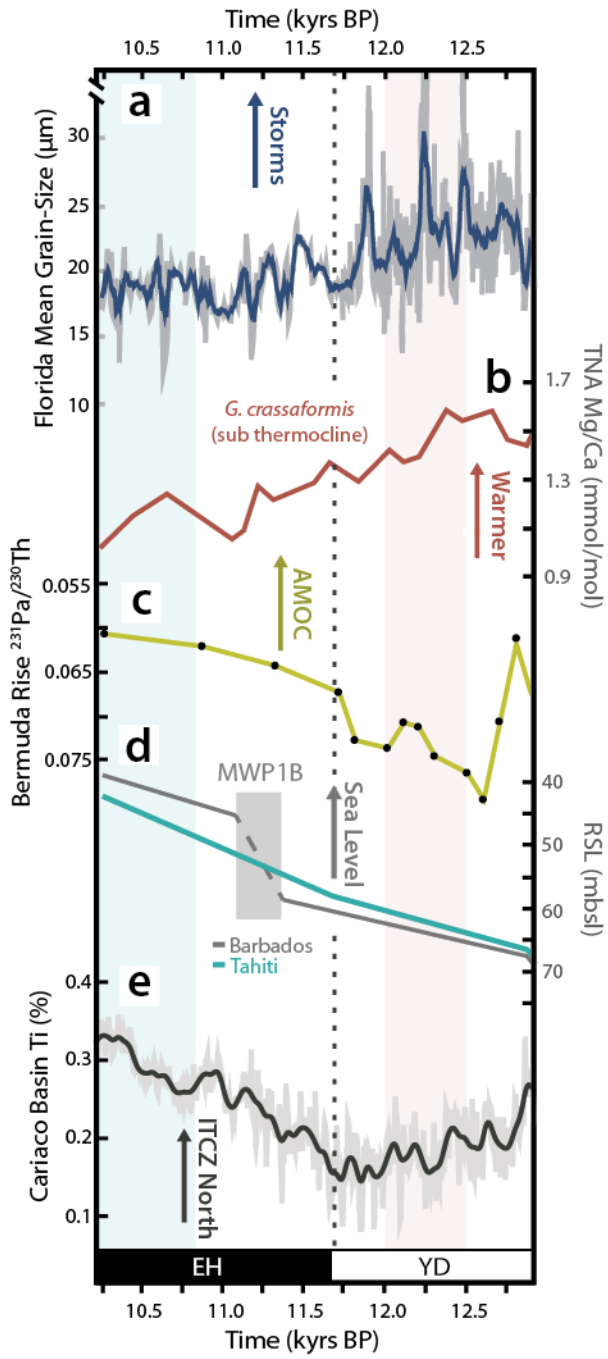 Time (kyrs BP)
10.5 11.0 11.5 12.0 12.5
a
Storms
Florida Mean Grain-Size (μm)
30
25
20
15
10
b
TNA Mg/Ca (mmol/mol)
1.7
1.3
0.9
G. crassaformis
(sub thermocline)
Warmer
c
AMOC
Bermuda Rise ²³¹Pa/²³⁰Th
0.055
0.065
0.075
d
MWP1B
Sea Level
RSL (mbsl)
40
50
60
70
Barbados
Tahiti
e
Cariaco Basin Ti (%)
0.4
0.3
0.2
0.1
ITCZ North
EH YD
10.5 11.0 11.5 12.0 12.5
Time (kyrs BP)